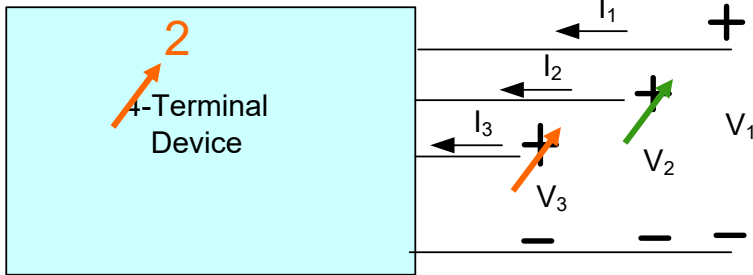 2
4-Terminal
Device
I₁
+
I₂
+
I₃
+
V₁
V₂
V₃
− − −